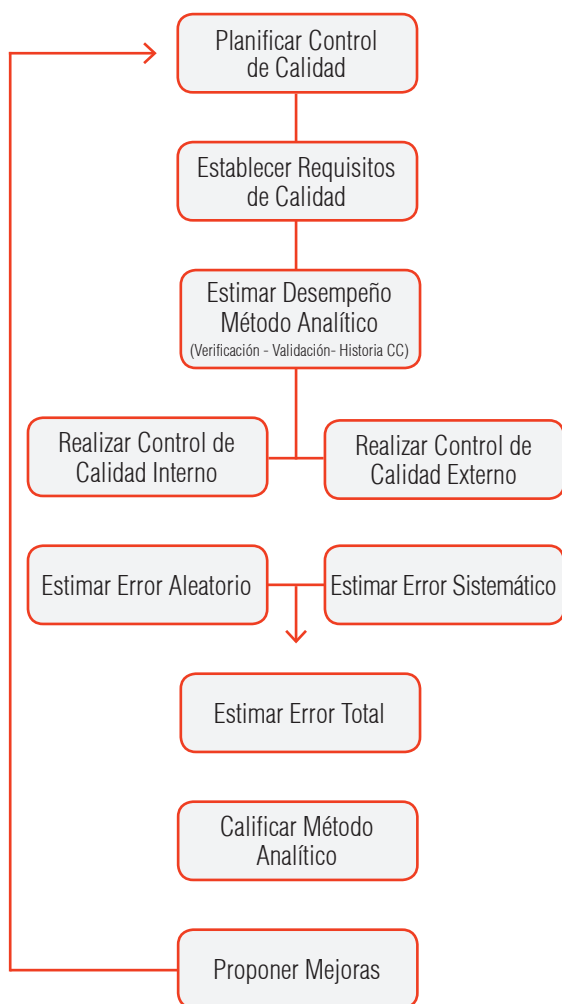 Planificar Control
de Calidad
Establecer Requisitos
de Calidad
Estimar Desempeño
Método Analítico
(Verificación - Validación- Historia CC)
Realizar Control de
Calidad Interno
Realizar Control de
Calidad Externo
Estimar Error Aleatorio
Estimar Error Sistemático
Estimar Error Total
Calificar Método
Analítico
Proponer Mejoras